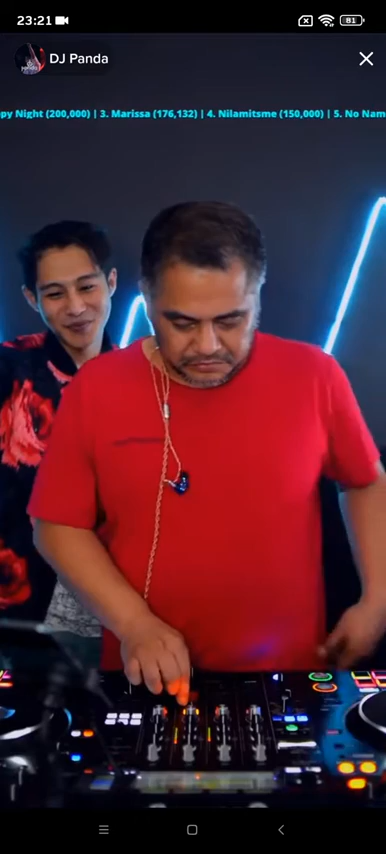 23:21
81
DJ Panda
py Night (200,000) | 3. Marissa (176,132) | 4. Nilamitsme (150,000) | 5. No Nam